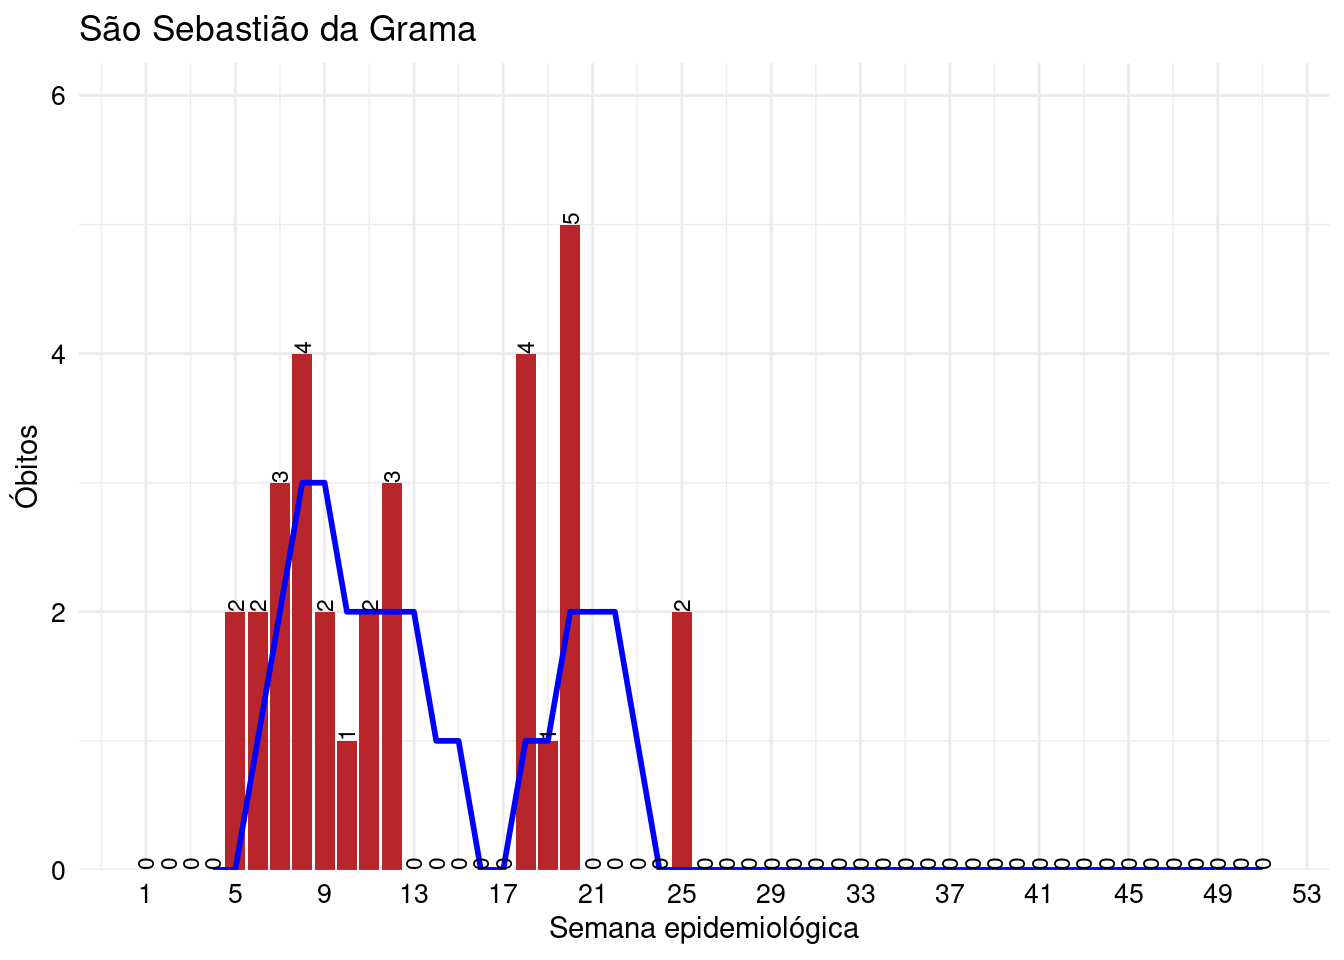 São Sebastião da Grama
6
4
2
0
Óbitos
0 0 0 0 2 2 3 4 2 1 2 3 0 0 0 0 0 4 1 5 0 0 0 0 2 0 0 0 0 0 0 0 0 0 0 0 0 0 0 0 0 0 0 0 0 0 0 0 0 0 0
1 5 9 13 17 21 25 29 33 37 41 45 49 53
Semana epidemiológica